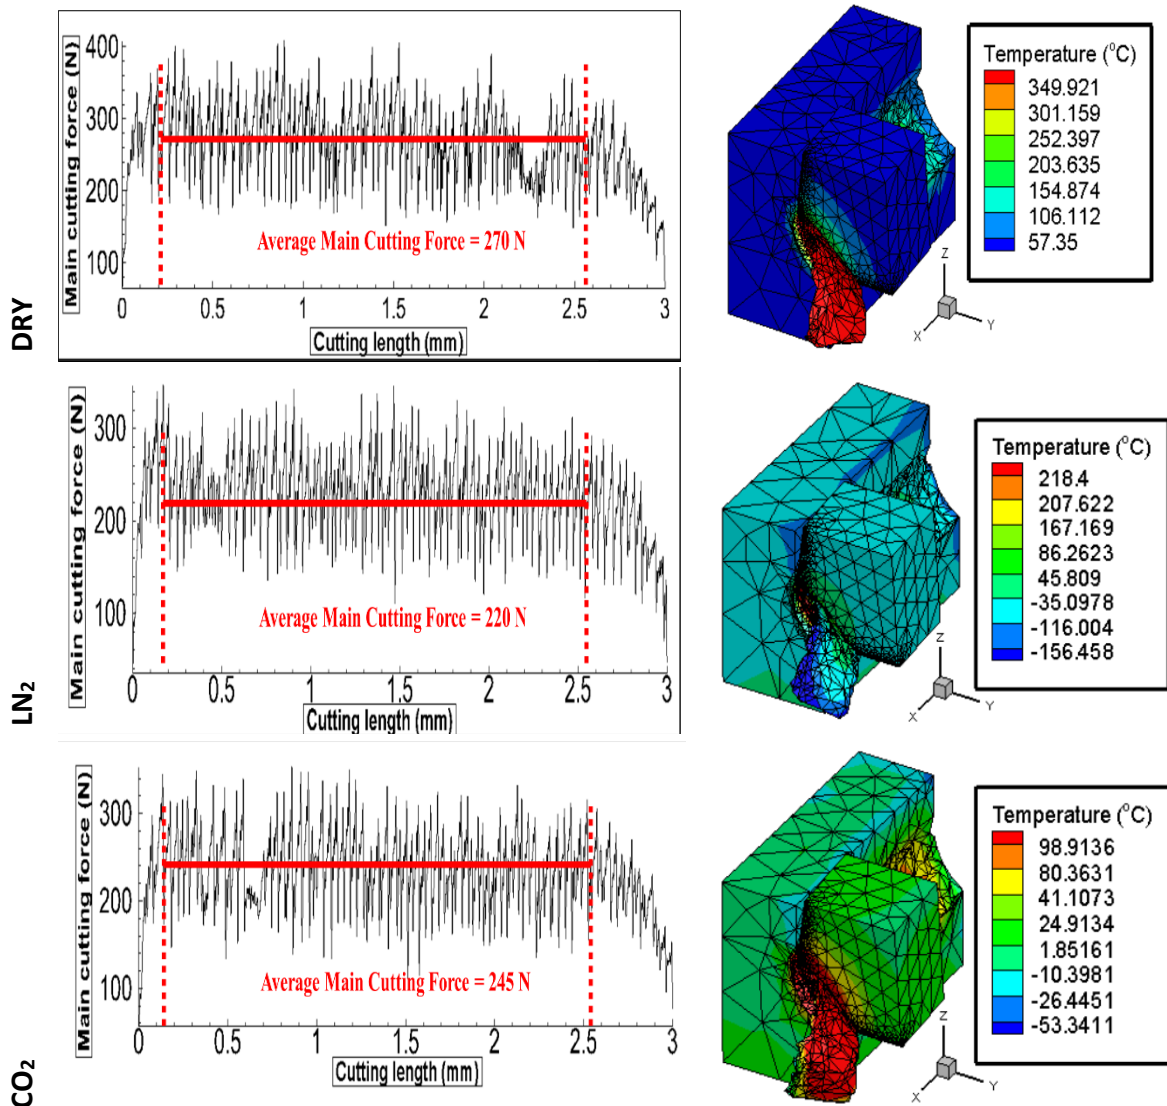 DRY
Main cutting force (N)
400
300
200
100
Average Main Cutting Force = 270 N
0 0.5 1 1.5 2 2.5 3
Cutting length (mm)
Temperature (°C)
349.921
301.159
252.397
203.635
154.874
106.112
57.35
Z
X
Y
LN₂
Main cutting force (N)
300
200
100
Average Main Cutting Force = 220 N
0 0.5 1 1.5 2 2.5 3
Cutting length (mm)
Temperature (°C)
218.4
207.622
167.169
86.2623
45.809
-35.0978
-116.004
-156.458
Z
X
Y
CO₂
Main cutting force (N)
300
200
100
Average Main Cutting Force = 245 N
0 0.5 1 1.5 2 2.5 3
Cutting length (mm)
Temperature (°C)
98.9136
80.3631
41.1073
24.9134
1.85161
-10.3981
-26.4451
-53.3411
Z
X
Y